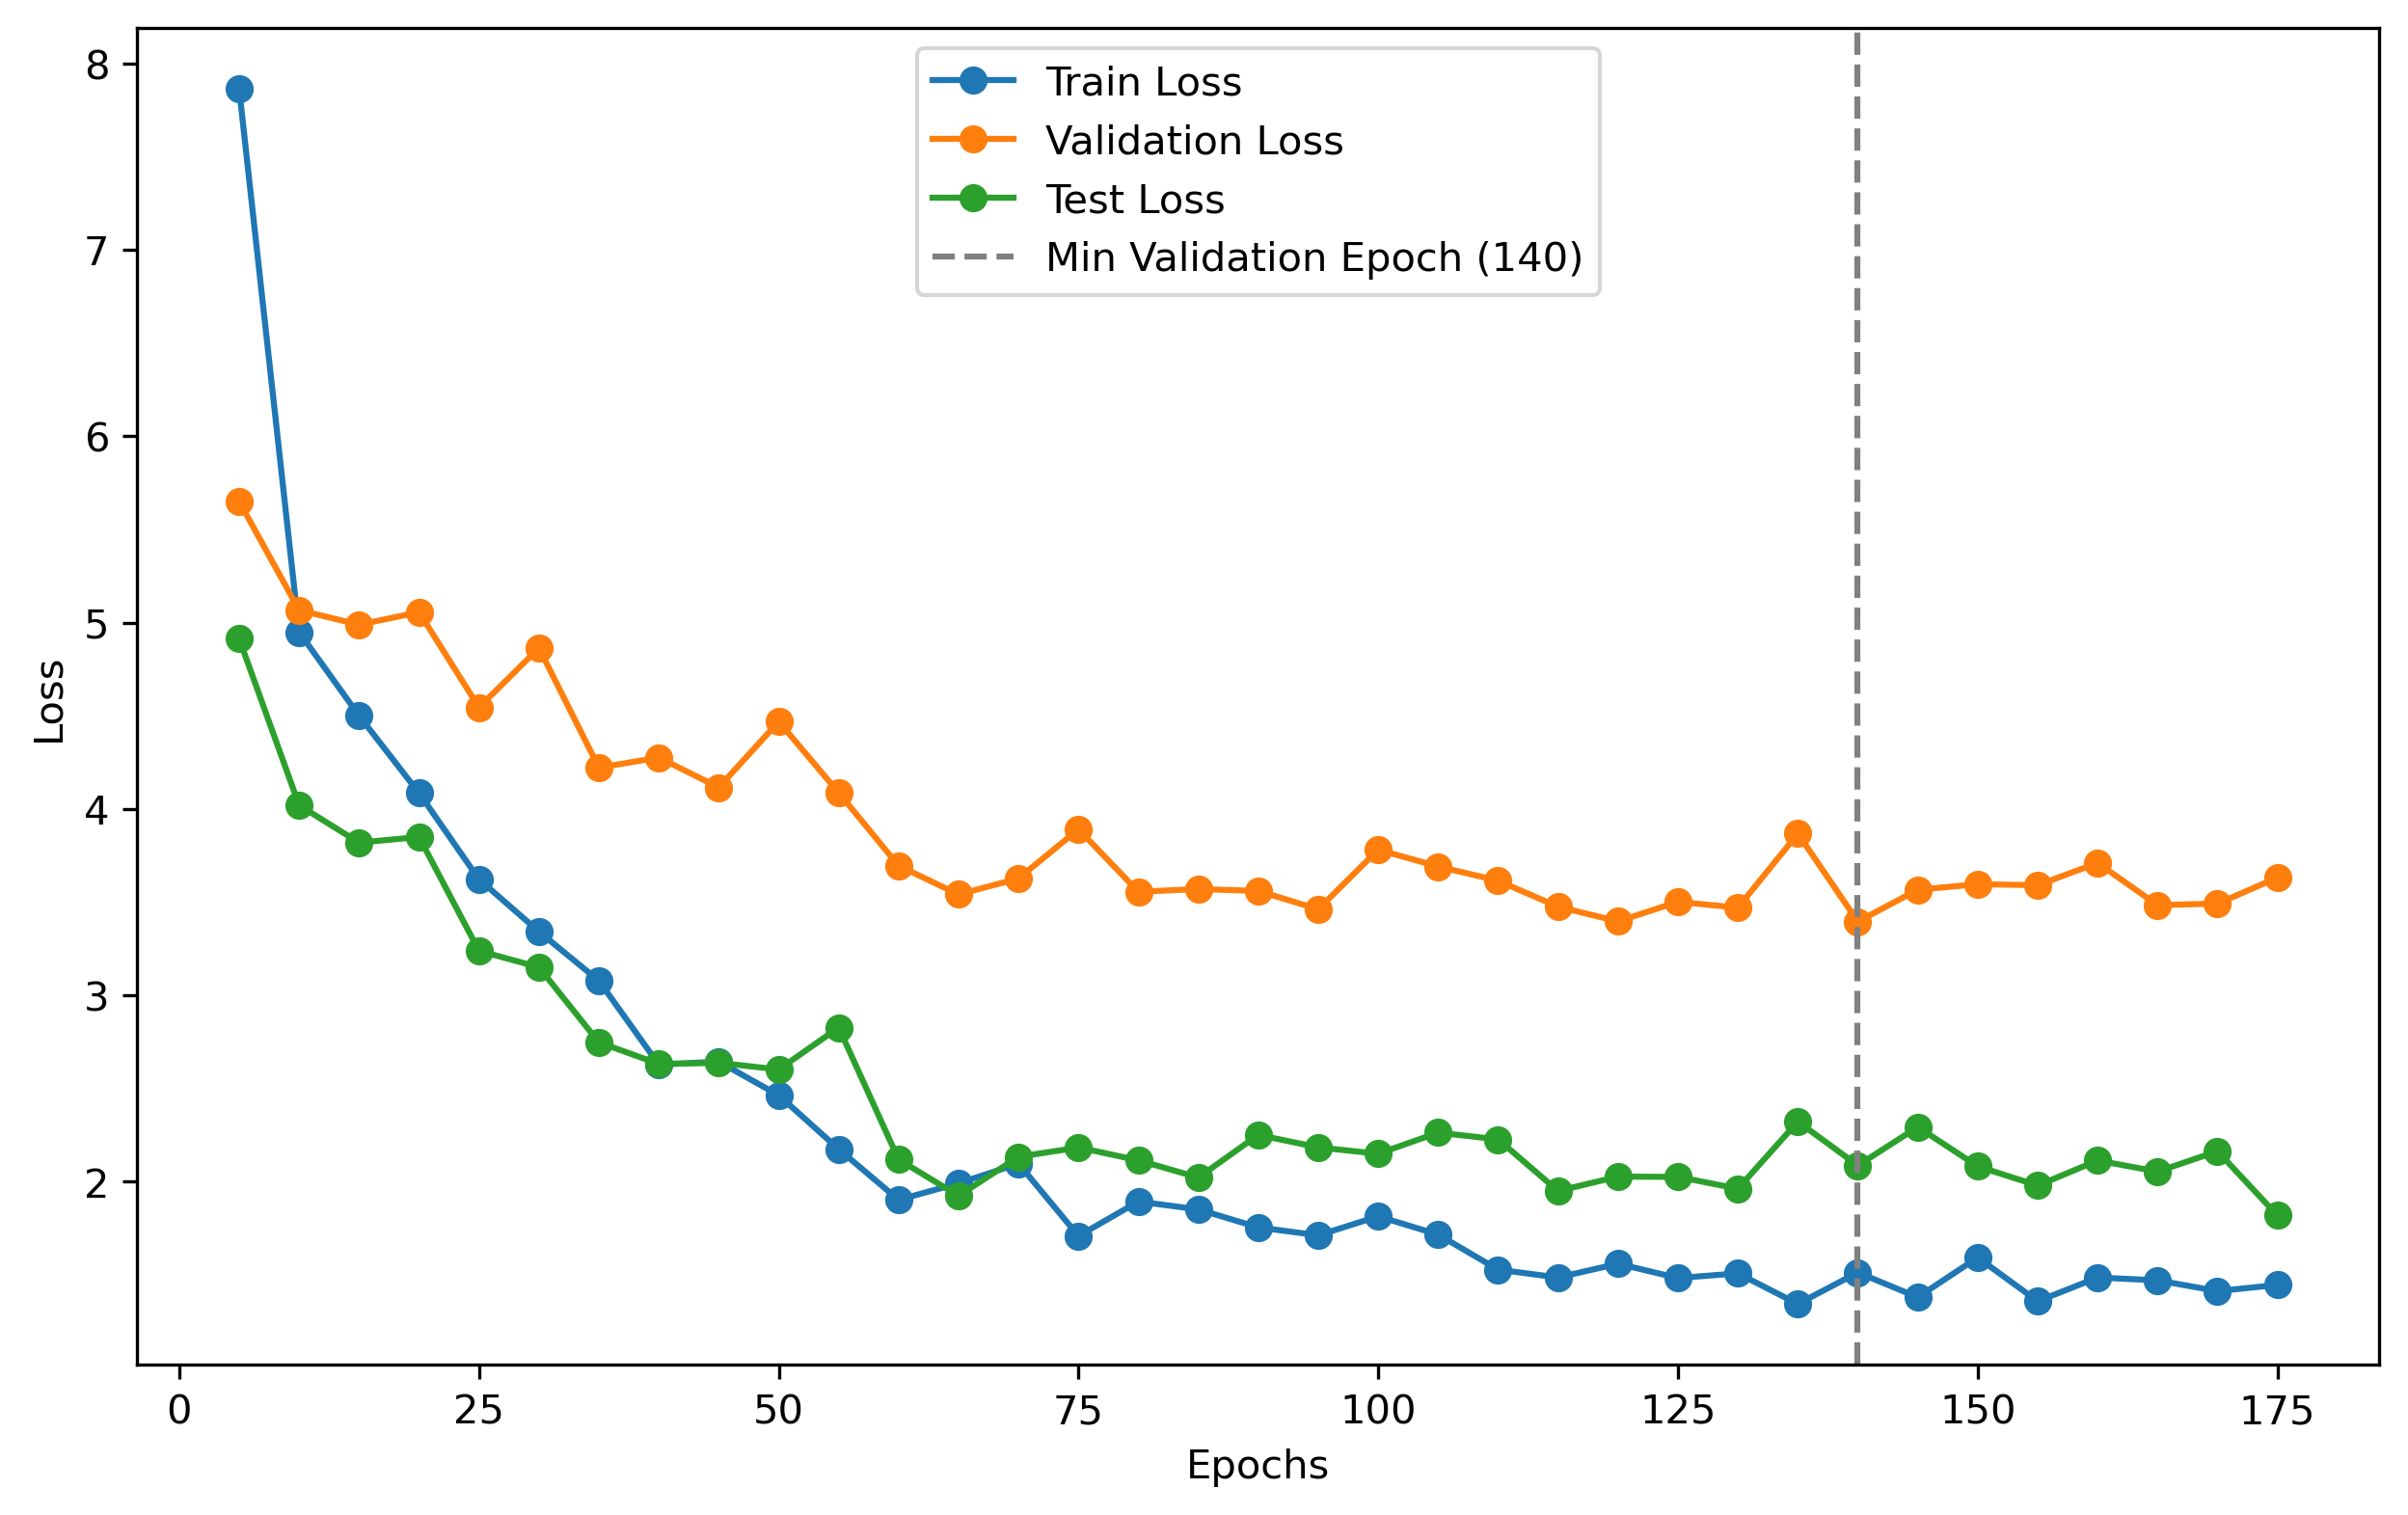 Train Loss
Validation Loss
Test Loss
Min Validation Epoch (140)
8
7
6
5
4
3
2
Loss
0 25 50 75 100 125 150 175
Epochs